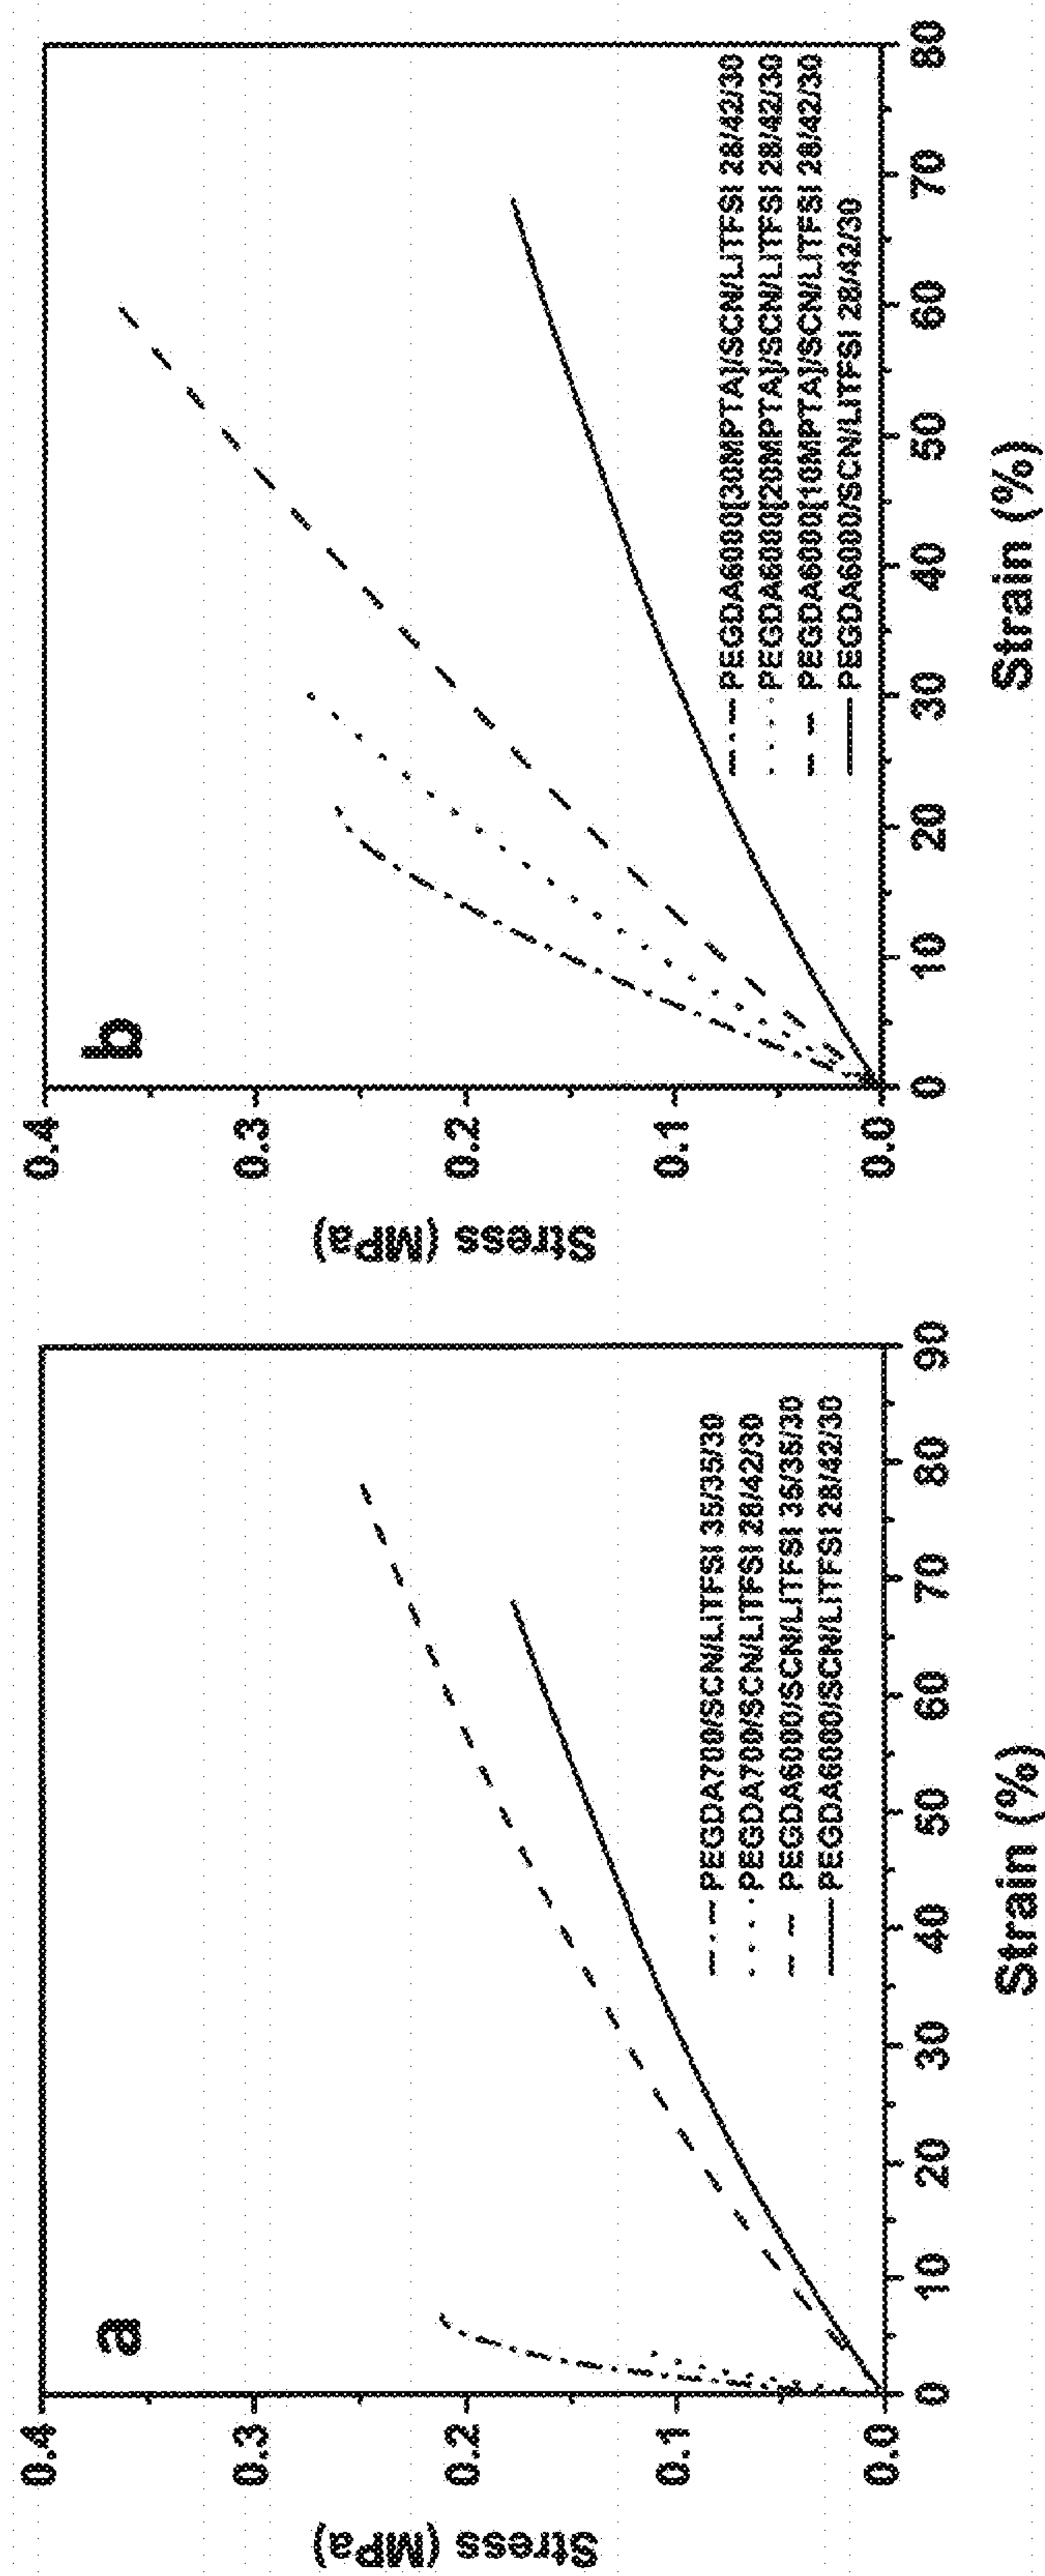 a
Stress (MPa)
0.4
0.3
0.2
0.1
0.0
PEGDA700/SCN/LITFSI 35/35/30
PEGDA700/SCN/LITFSI 28/42/30
PEGDA6000/SCN/LITFSI 35/35/30
PEGDA6000/SCN/LITFSI 28/42/30
0 10 20 30 40 50 60 70 80 90
Strain (%)
b
Stress (MPa)
0.4
0.3
0.2
0.1
0.0
PEGDA6000[30MPTA]/SCN/LITFSI 28/42/30
PEGDA6000[20MPTA]/SCN/LITFSI 28/42/30
PEGDA6000[10MPTA]/SCN/LITFSI 28/42/30
PEGDA6000/SCN/LITFSI 28/42/30
0 10 20 30 40 50 60 70 80
Strain (%)